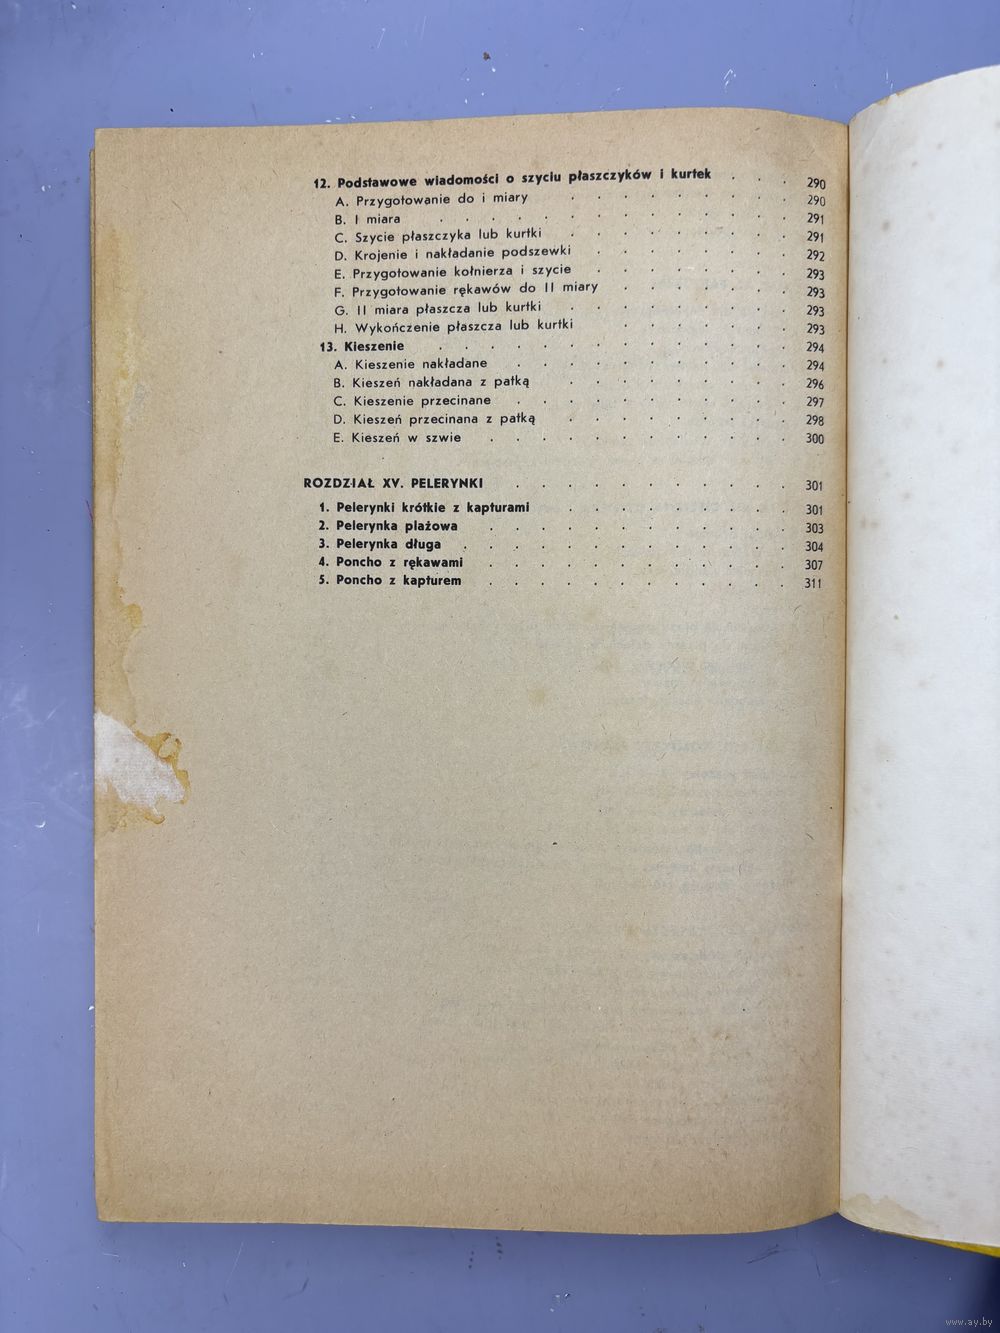 12. Podstawowe wiadomości o szyciu płaszczyków i kurtek . . . 290
A. Przygotowanie do i miary . . . . . . . . . 290
B. I miara . . . . . . . . . . . . . 291
C. Szycie płaszczyka lub kurtki . . . . . . . . . 291
D. Krojenie i nakładanie podszewki . . . . . . . . 292
E. Przygotowanie kołnierza i szycie . . . . . . . . 293
F. Przygotowanie rękawów do II miary . . . . . . . 293
G. II miara płaszcza lub kurtki . . . . . . . . . 293
H. Wykończenie płaszcza lub kurtki . . . . . . . 293
13. Kieszenie . . . . . . . . . . . . . . 294
A. Kieszenie nakładane . . . . . . . . . . . 294
B. Kieszeń nakładana z patką . . . . . . . . . 296
C. Kieszenie przecinane . . . . . . . . . . . 297
D. Kieszeń przecinana z patką . . . . . . . . . 298
E. Kieszeń w szwie . . . . . . . . . . . . 300
ROZDZIAŁ XV. PELERYNKI . . . . . . . . . . . 301
1. Pelerynki krótkie z kapturami . . . . . . . . . 301
2. Pelerynka plażowa . . . . . . . . . . . . 303
3. Pelerynka długa . . . . . . . . . . . . . 304
4. Poncho z rękawami . . . . . . . . . . . . 307
5. Poncho z kapturem . . . . . . . . . . . . 311
www.ay.by